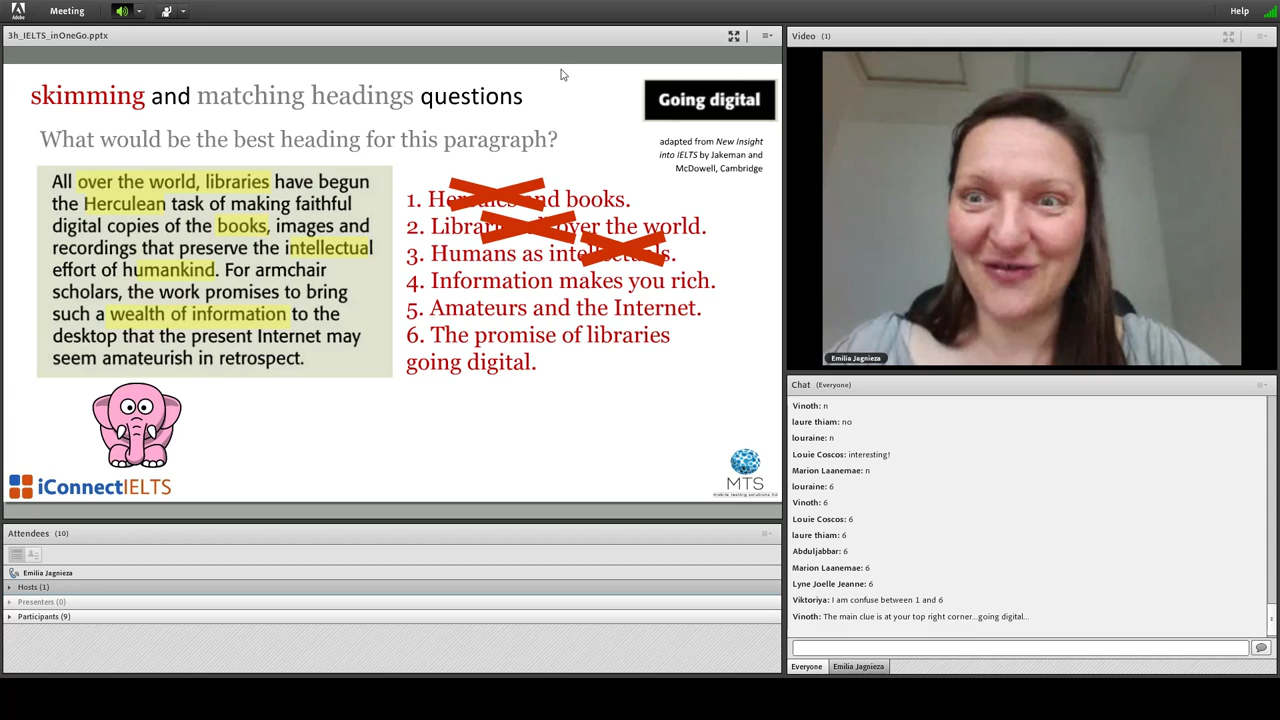 Meeting
Help
3h_IELTS_inOneGo.pptx
skimming and matching headings questions
Going digital
What would be the best heading for this paragraph?
adapted from New Insight
into IELTS by Jakeman and
McDowell, Cambridge
All over the world, libraries have begun
the Herculean task of making faithful
digital copies of the books, images and
recordings that preserve the intellectual
effort of humankind. For armchair
scholars, the work promises to bring
such a wealth of information to the
desktop that the present Internet may
seem amateurish in retrospect.
1. and books.
2. over the world.
3. Humans as
4. Information makes you rich.
5. Amateurs and the Internet.
6. The promise of libraries
going digital.
iConnectIELTS
MTS
mobile testing solutions ltd
Attendees (10)
Emilia Jagnieza
Hosts (1)
Presenters (0)
Participants (9)
Video (1)
Emilia Jagnieza
Chat (Everyone)
Vinoth: n
laure thiam: no
louraine: n
Louie Coscos: interesting!
Marion Laanemae: n
louraine: 6
Vinoth: 6
Louie Coscos: 6
laure thiam: 6
Abduljabbar: 6
Marion Laanemae: 6
Lyne Joelle Jeanne: 6
Viktoriya: I am confuse between 1 and 6
Vinoth: The main clue is at your top right corner...going digital...
Everyone
Emilia Jagnieza